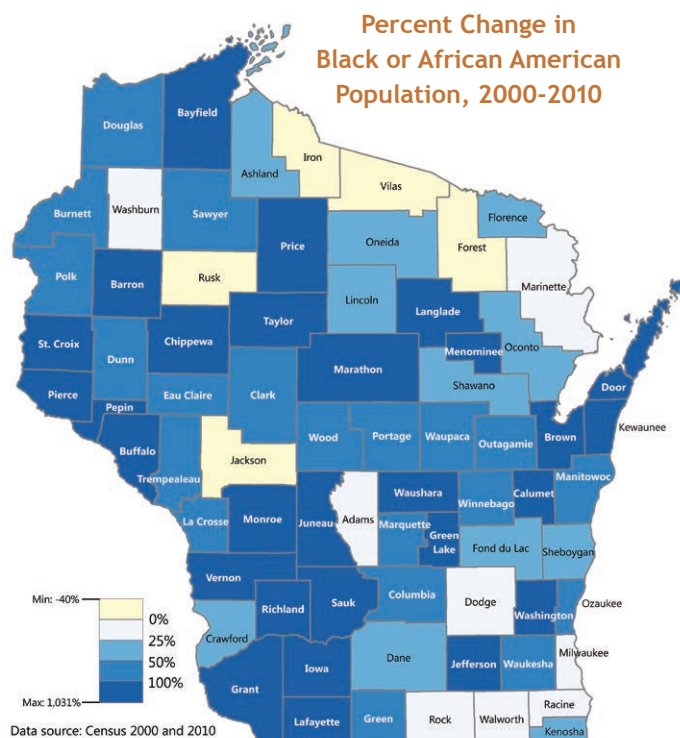 Percent Change in
Black or African American
Population, 2000-2010
Bayfield
Douglas
Iron
Ashland
Vilas
Washburn
Sawyer
Burnett
Florence
Price
Oneida
Forest
Polk
Rusk
Barron
Marinette
Lincoln
Langlade
Taylor
St. Croix
Chippewa
Menominee
Oconto
Dunn
Marathon
Shawano
Pierce
Eau Claire
Clark
Door
Pepin
Kewaunee
Buffalo
Wood
Portage
Waupaca
Outagamie
Brown
Jackson
Trempealeau
Waushara
Winnebago
Calumet
Manitowoc
La Crosse
Monroe
Juneau
Adams
Marquette
Green
Lake
Fond du Lac
Sheboygan
Vernon
Columbia
Dodge
Ozaukee
Richland
Sauk
Washington
Crawford
Milwaukee
Dane
Iowa
Jefferson
Waukesha
Grant
Racine
Lafayette
Green
Rock
Walworth
Kenosha
Min: -40%
0%
25%
50%
100%
Max: 1,031%
Data source: Census 2000 and 2010